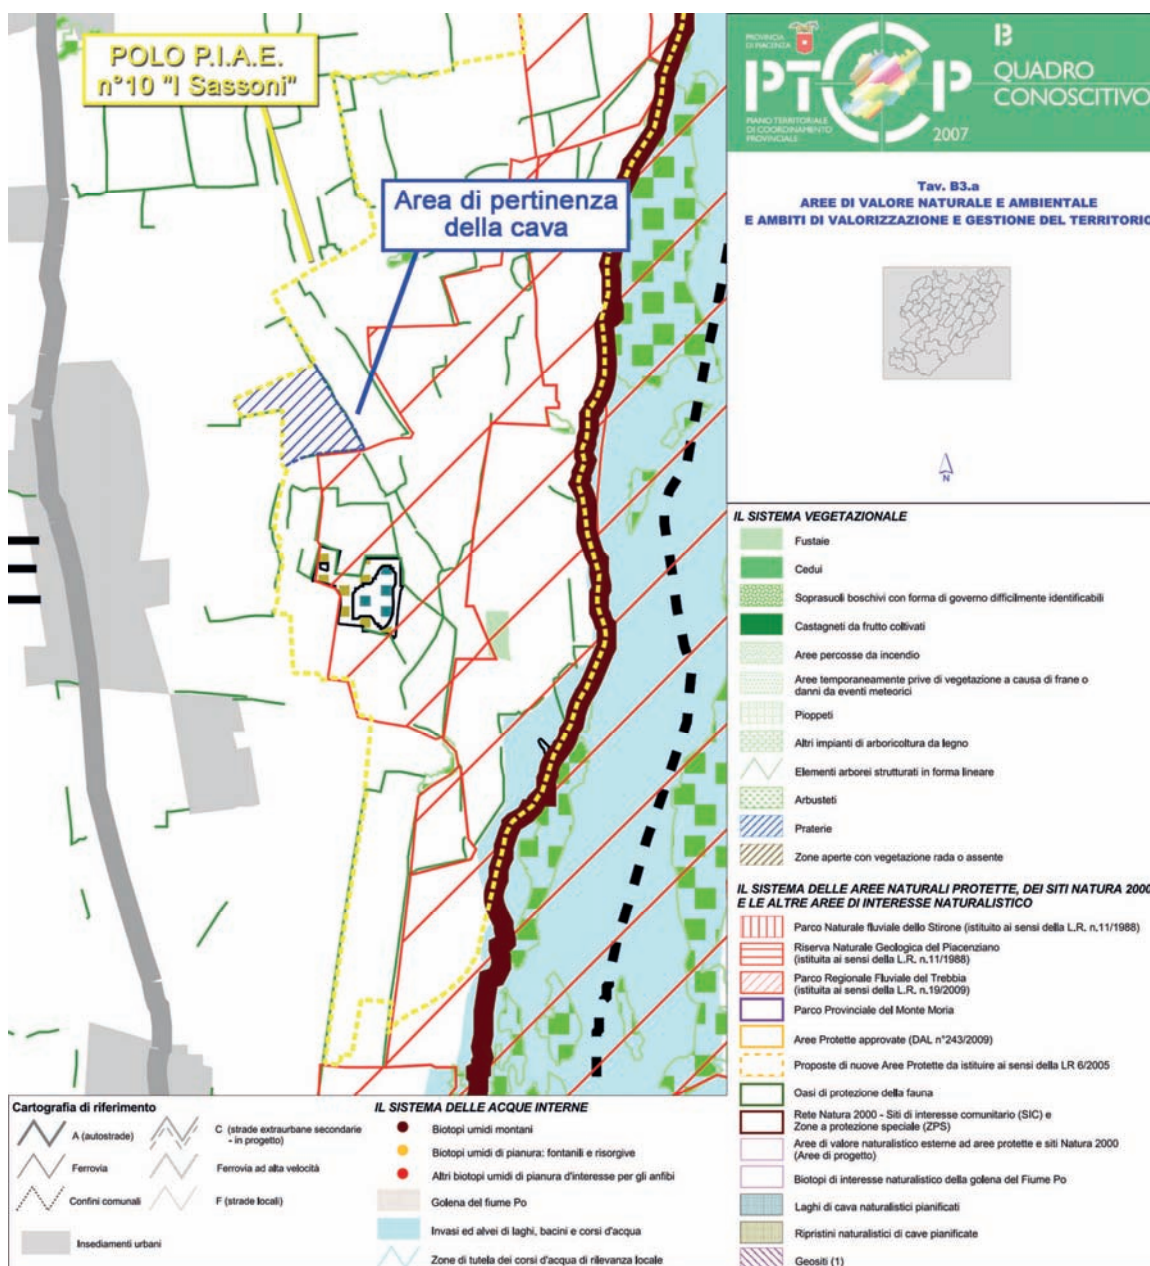 POLO P.I.A.E.
n°10 "I Sassoni"
Area di pertinenza
della cava
PROVINCIA
DI PIACENZA
PTCP
PIANO TERRITORIALE
DI COORDINAMENTO
PROVINCIALE
2007
B
QUADRO
CONOSCITIVO
Tav. B3.a
AREE DI VALORE NATURALE E AMBIENTALE
E AMBITI DI VALORIZZAZIONE E GESTIONE DEL TERRITORIO
N
IL SISTEMA VEGETAZIONALE
Fustaie
Cedui
Soprasuoli boschivi con forma di governo difficilmente identificabili
Castagneti da frutto coltivati
Aree percosse da incendio
Aree temporaneamente prive di vegetazione a causa di frane o
danni da eventi meteorici
Pioppeti
Altri impianti di arboricoltura da legno
Elementi arborei strutturati in forma lineare
Arbusteti
Praterie
Zone aperte con vegetazione rada o assente
IL SISTEMA DELLE AREE NATURALI PROTETTE, DEI SITI NATURA 2000
E LE ALTRE AREE DI INTERESSE NATURALISTICO
Parco Naturale fluviale dello Stirone (istituito ai sensi della L.R. n.11/1988)
Riserva Naturale Geologica del Piacenziano
(istituita ai sensi della L.R. n.11/1988)
Parco Regionale Fluviale del Trebbia
(istituita ai sensi della L.R. n.19/2009)
Parco Provinciale del Monte Moria
Aree Protette approvate (DAL n°243/2009)
Proposte di nuove Aree Protette da istituire ai sensi della LR 6/2005
Oasi di protezione della fauna
Rete Natura 2000 - Siti di interesse comunitario (SIC) e
Zone a protezione speciale (ZPS)
Aree di valore naturalistico esterne ad aree protette e siti Natura 2000
(Aree di progetto)
Biotopi di interesse naturalistico della golena del Fiume Po
Laghi di cava naturalistici pianificati
Ripristini naturalistici di cave pianificate
Geositi (1)
Cartografia di riferimento
A (autostrade)
C (strade extraurbane secondarie
- in progetto)
Ferrovia
Ferrovia ad alta velocità
Confini comunali
F (strade locali)
Insediamenti urbani
IL SISTEMA DELLE ACQUE INTERNE
Biotopi umidi montani
Biotopi umidi di pianura: fontanili e risorgive
Altri biotopi umidi di pianura d'interesse per gli anfibi
Golena del fiume Po
Invasi ed alvei di laghi, bacini e corsi d'acqua
Zone di tutela dei corsi d'acqua di rilevanza locale